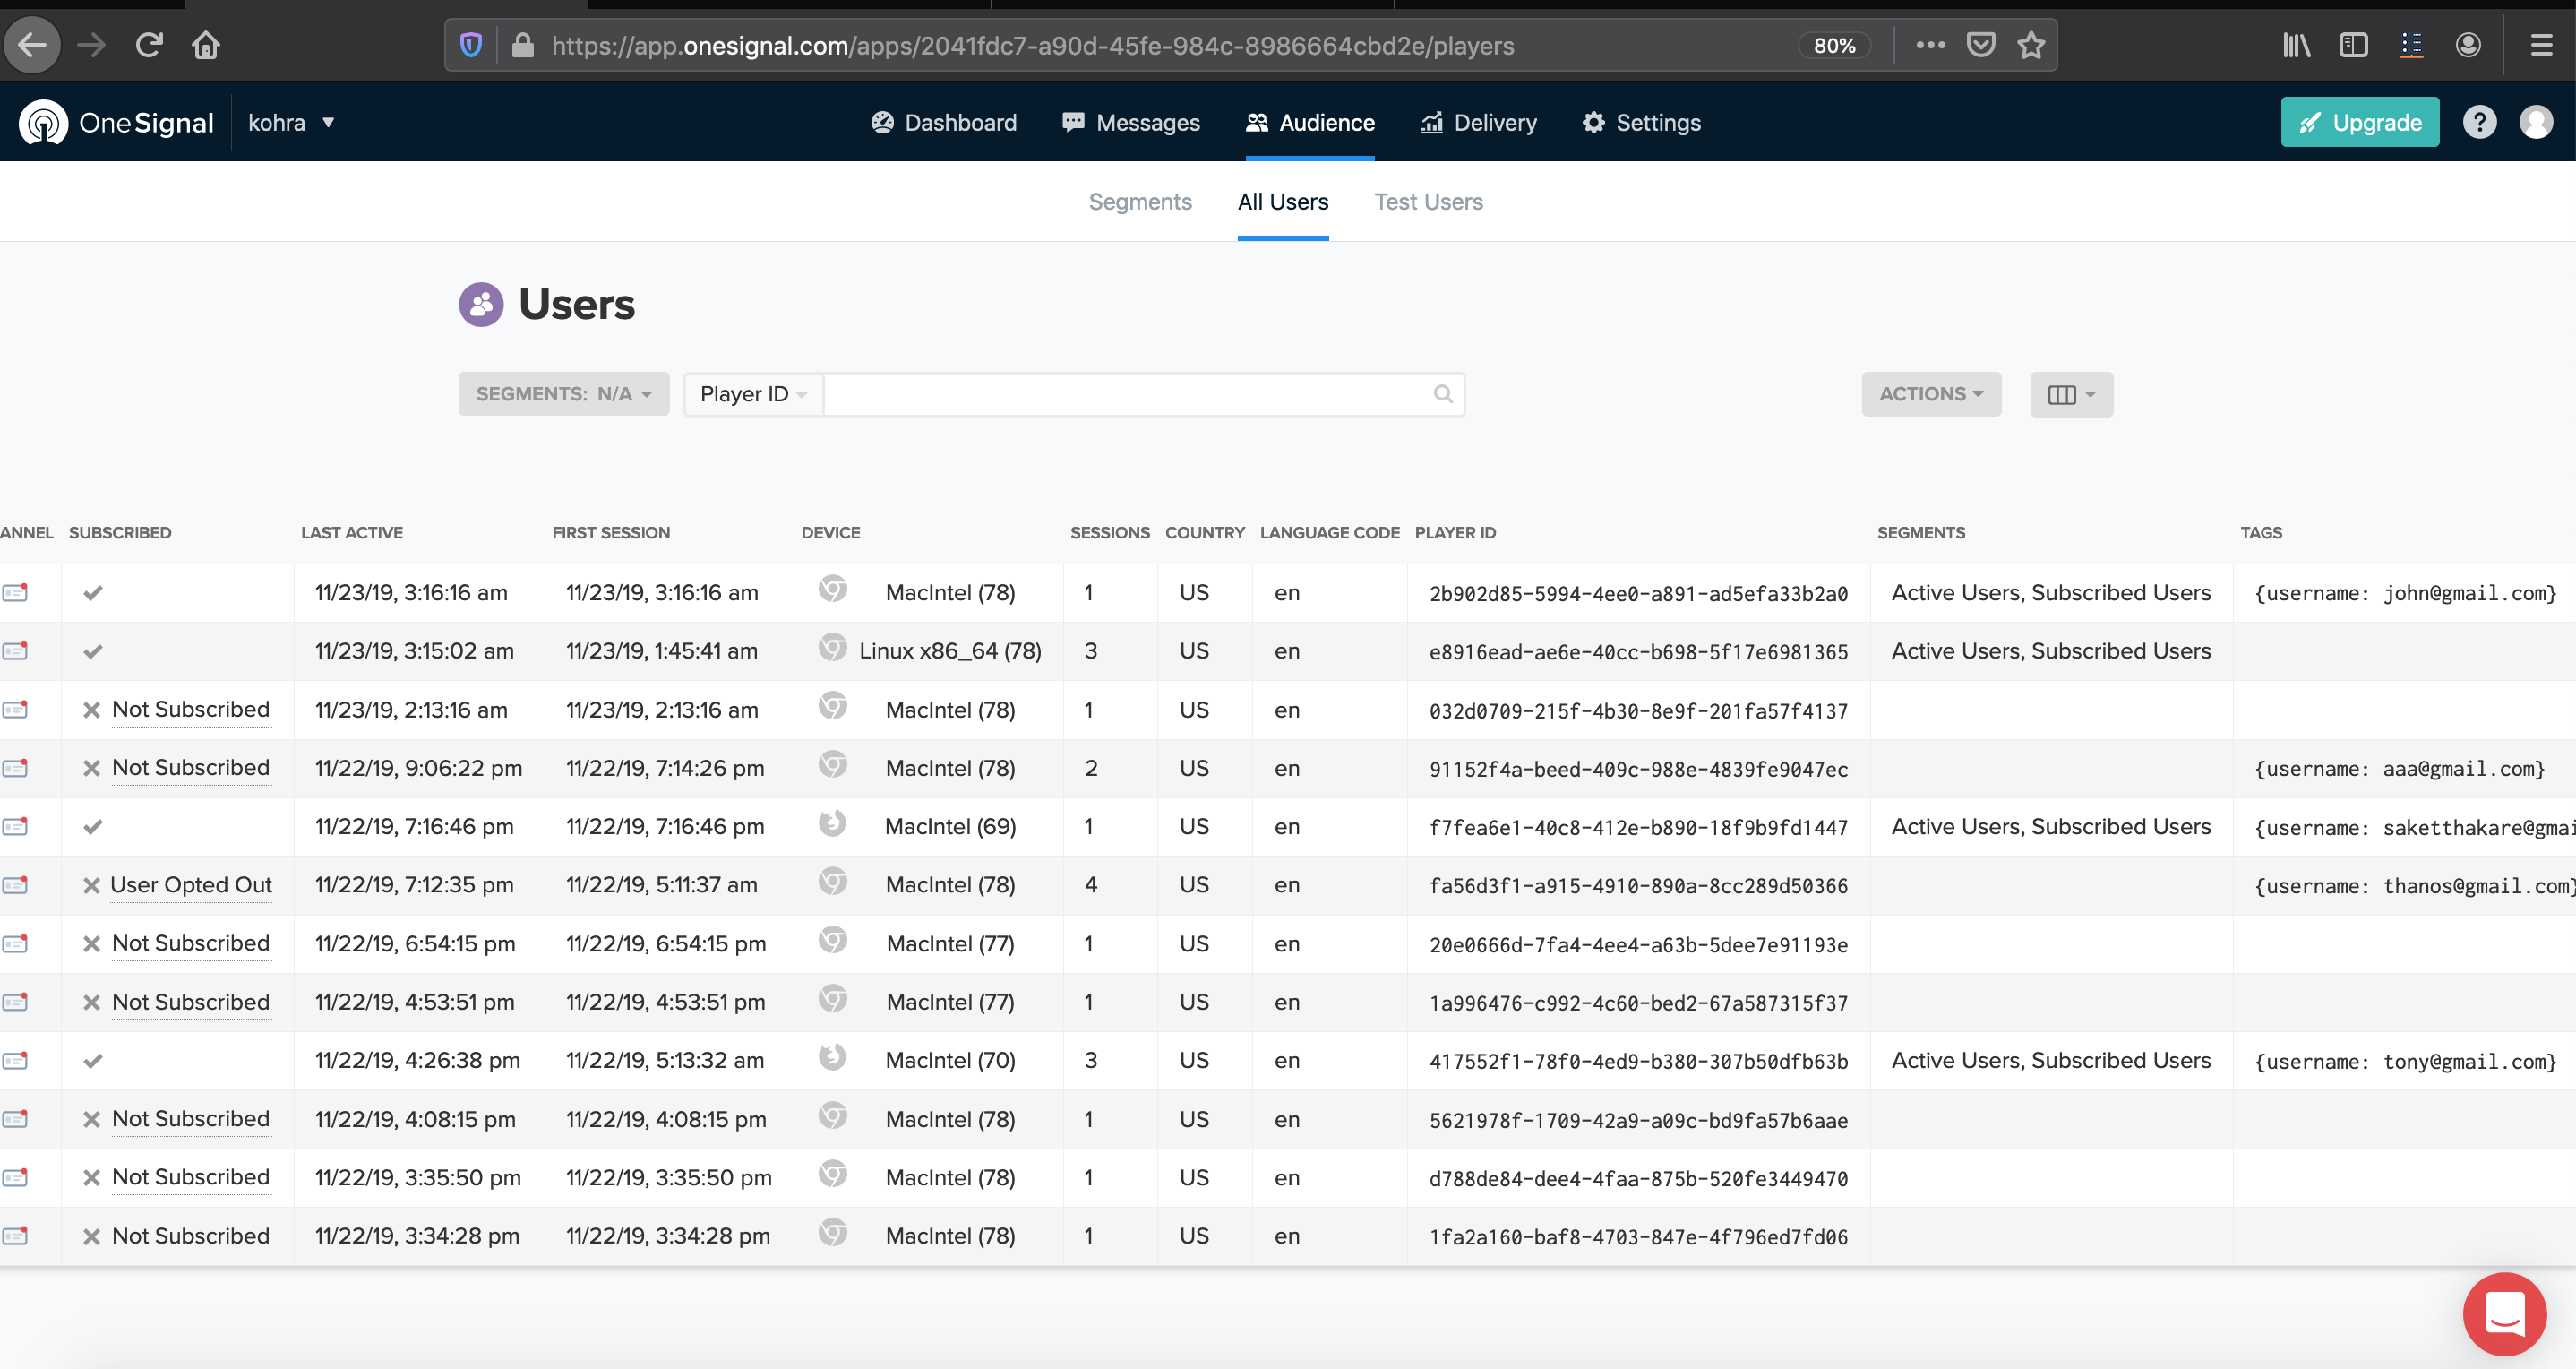 https://app.onesignal.com/apps/2041fdc7-a90d-45fe-984c-8986664cbd2e/players 80%
OneSignal kohra Dashboard Messages Audience Delivery Settings Upgrade ?
Segments All Users Test Users
Users
SEGMENTS: N/A Player ID ACTIONS
ANNEL SUBSCRIBED LAST ACTIVE FIRST SESSION DEVICE SESSIONS COUNTRY LANGUAGE CODE PLAYER ID SEGMENTS TAGS
11/23/19, 3:16:16 am 11/23/19, 3:16:16 am MacIntel (78) 1 US en 2b902d85-5994-4ee0-a891-ad5efa33b2a0 Active Users, Subscribed Users {username: john@gmail.com}
11/23/19, 3:15:02 am 11/23/19, 1:45:41 am Linux x86_64 (78) 3 US en e8916ead-ae6e-40cc-b698-5f17e6981365 Active Users, Subscribed Users
Not Subscribed 11/23/19, 2:13:16 am 11/23/19, 2:13:16 am MacIntel (78) 1 US en 032d0709-215f-4b30-8e9f-201fa57f4137
Not Subscribed 11/22/19, 9:06:22 pm 11/22/19, 7:14:26 pm MacIntel (78) 2 US en 91152f4a-beed-409c-988e-4839fe9047ec {username: aaa@gmail.com}
11/22/19, 7:16:46 pm 11/22/19, 7:16:46 pm MacIntel (69) 1 US en f7fea6e1-40c8-412e-b890-18f9b9fd1447 Active Users, Subscribed Users {username: saketthakare@gmai
User Opted Out 11/22/19, 7:12:35 pm 11/22/19, 5:11:37 am MacIntel (78) 4 US en fa56d3f1-a915-4910-890a-8cc289d50366 {username: thanos@gmail.com}
Not Subscribed 11/22/19, 6:54:15 pm 11/22/19, 6:54:15 pm MacIntel (77) 1 US en 20e0666d-7fa4-4ee4-a63b-5dee7e91193e
Not Subscribed 11/22/19, 4:53:51 pm 11/22/19, 4:53:51 pm MacIntel (77) 1 US en 1a996476-c992-4c60-bed2-67a587315f37
11/22/19, 4:26:38 pm 11/22/19, 5:13:32 am MacIntel (70) 3 US en 417552f1-78f0-4ed9-b380-307b50dfb63b Active Users, Subscribed Users {username: tony@gmail.com}
Not Subscribed 11/22/19, 4:08:15 pm 11/22/19, 4:08:15 pm MacIntel (78) 1 US en 5621978f-1709-42a9-a09c-bd9fa57b6aae
Not Subscribed 11/22/19, 3:35:50 pm 11/22/19, 3:35:50 pm MacIntel (78) 1 US en d788de84-dee4-4faa-875b-520fe3449470
Not Subscribed 11/22/19, 3:34:28 pm 11/22/19, 3:34:28 pm MacIntel (78) 1 US en 1fa2a160-baf8-4703-847e-4f796ed7fd06